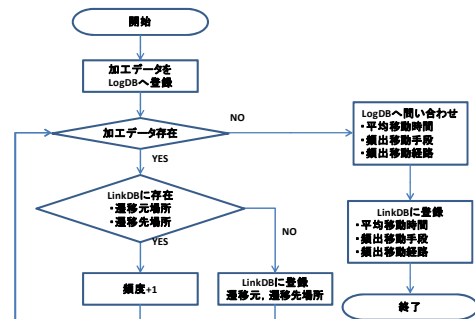 開始
加工データを
LogDBへ登録
加工データ存在
NO
YES
LinkDBに存在
・遷移元場所
・遷移先場所
YES
NO
頻度+1
LinkDBに登録
遷移元，遷移先場所
LogDBへ問い合わせ
・平均移動時間
・頻出移動手段
・頻出移動経路
LinkDBに登録
・平均移動時間
・頻出移動手段
・頻出移動経路
終了